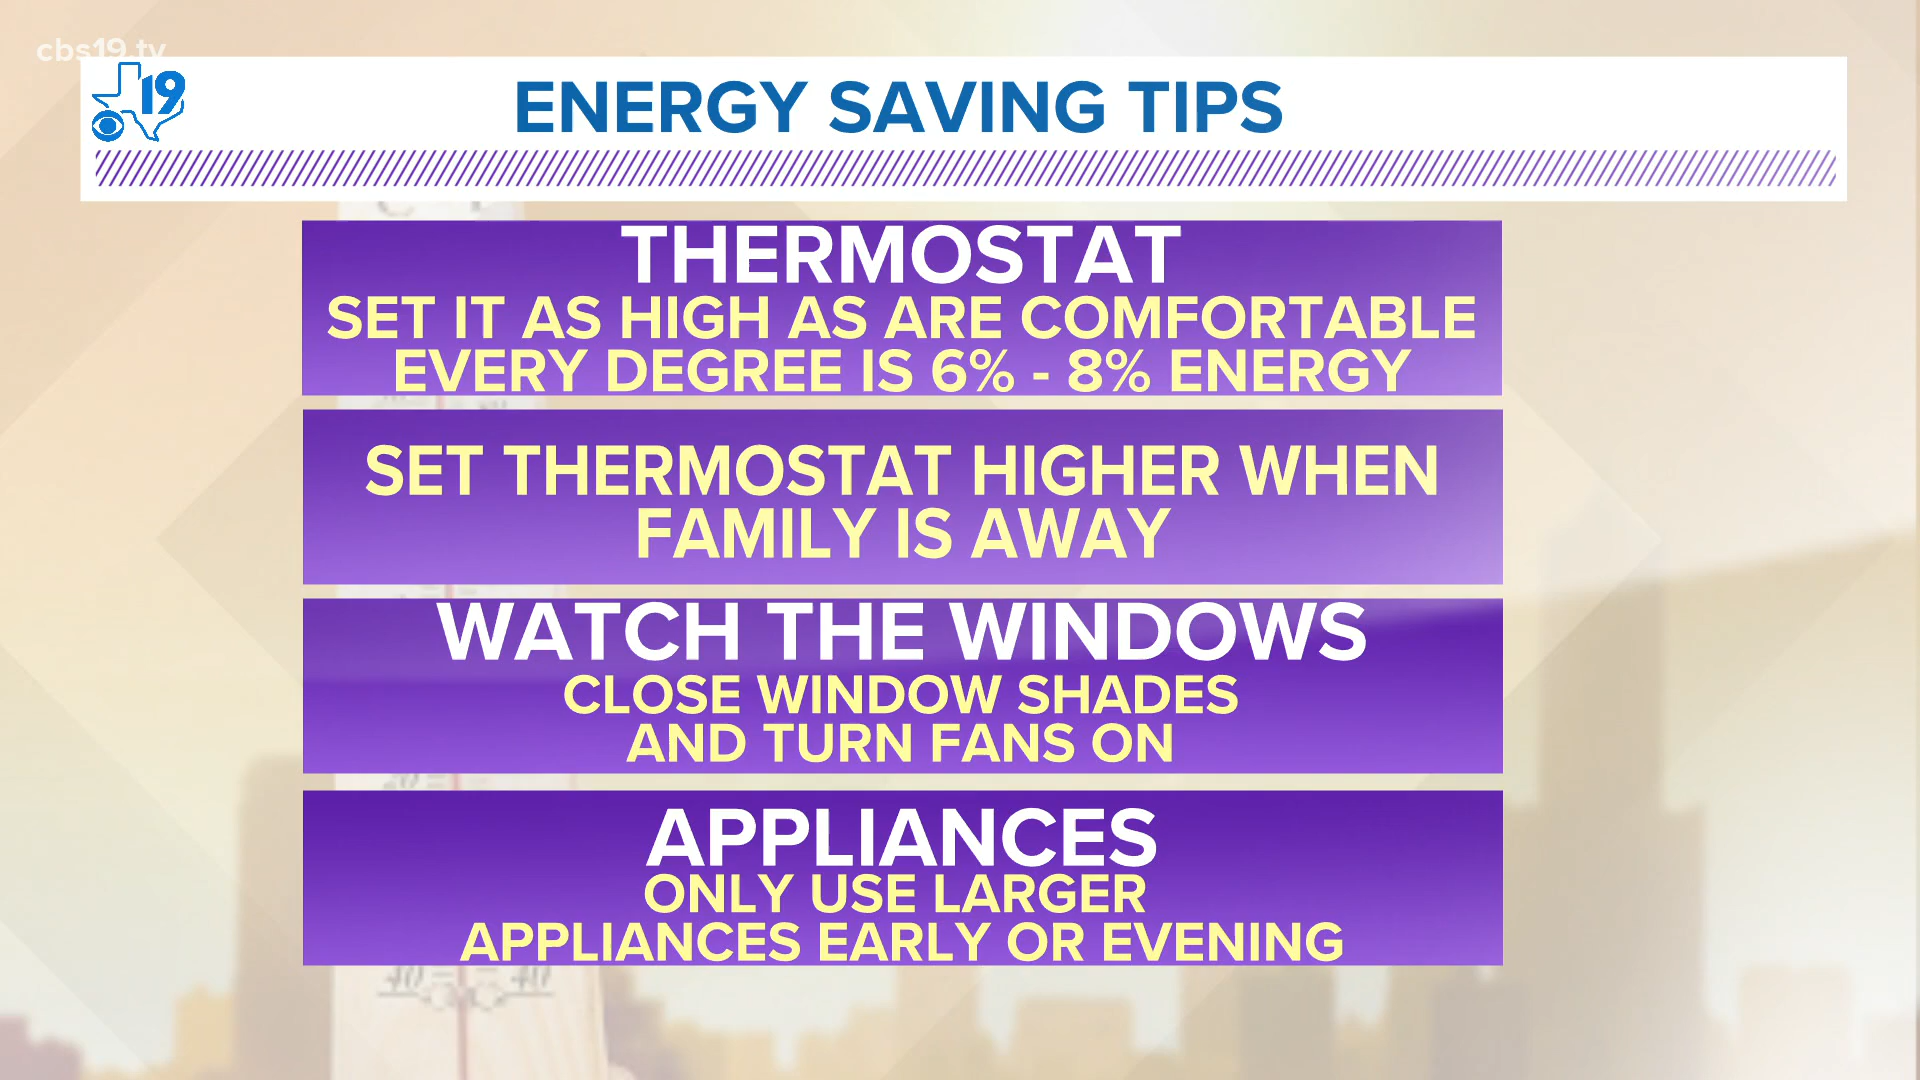 cbs19.tv
19
ENERGY SAVING TIPS
THERMOSTAT
SET IT AS HIGH AS ARE COMFORTABLE
EVERY DEGREE IS 6% - 8% ENERGY
SET THERMOSTAT HIGHER WHEN
FAMILY IS AWAY
WATCH THE WINDOWS
CLOSE WINDOW SHADES
AND TURN FANS ON
APPLIANCES
ONLY USE LARGER
APPLIANCES EARLY OR EVENING
40 40